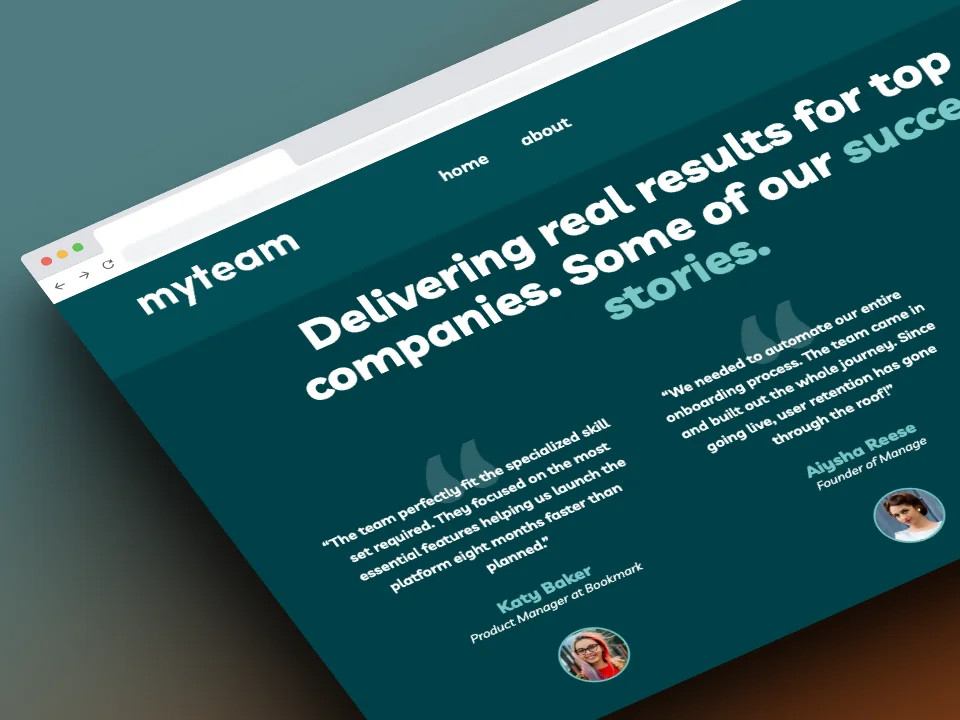 myteam
home
about
Delivering real results for top
companies. Some of our
stories.
“The team perfectly fit the specialized skill
set required. They focused on the most
essential features helping us launch the
platform eight months faster than
planned.”
Katy Baker
Product Manager at Bookmark
“We needed to automate our entire
onboarding process. The team came in
and built out the whole journey. Since
going live, user retention has gone
through the roof!”
Aiysha Reese
Founder of Manage